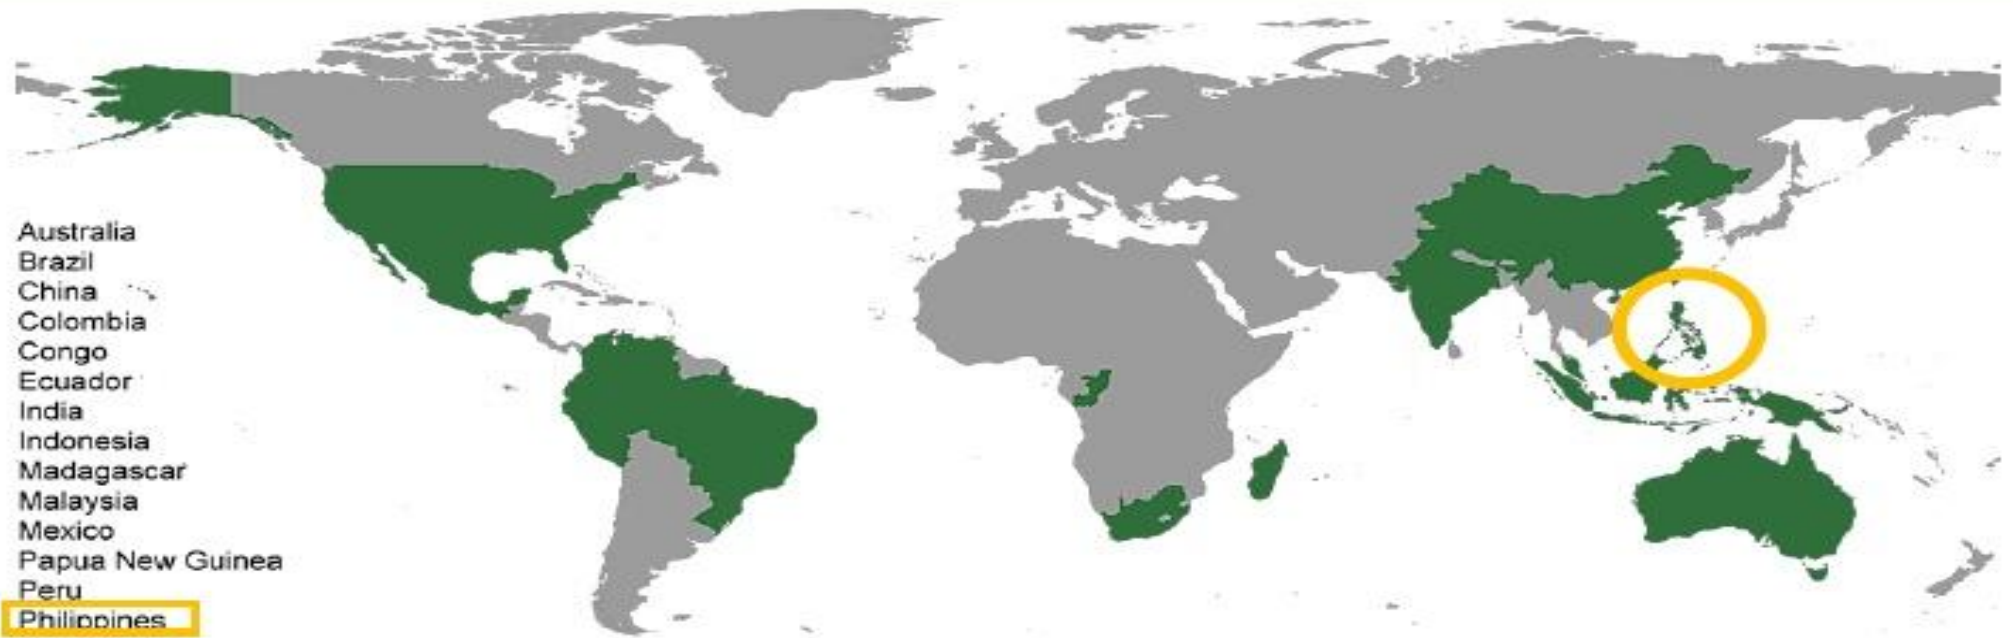 Australia
Brazil
China
Colombia
Congo
Ecuador
India
Indonesia
Madagascar
Malaysia
Mexico
Papua New Guinea
Peru
Philippines